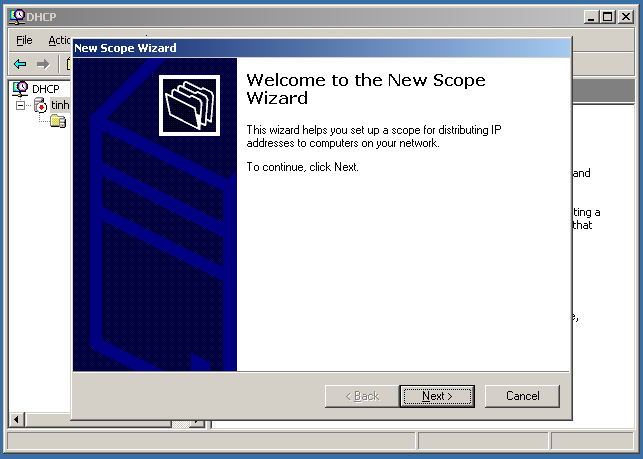 DHCP
File Actio
New Scope Wizard
DHCP
tinh
Welcome to the New Scope
Wizard
This wizard helps you set up a scope for distributing IP
addresses to computers on your network.
To continue, click Next.
and
ting a
that
e,
< Back Next > Cancel